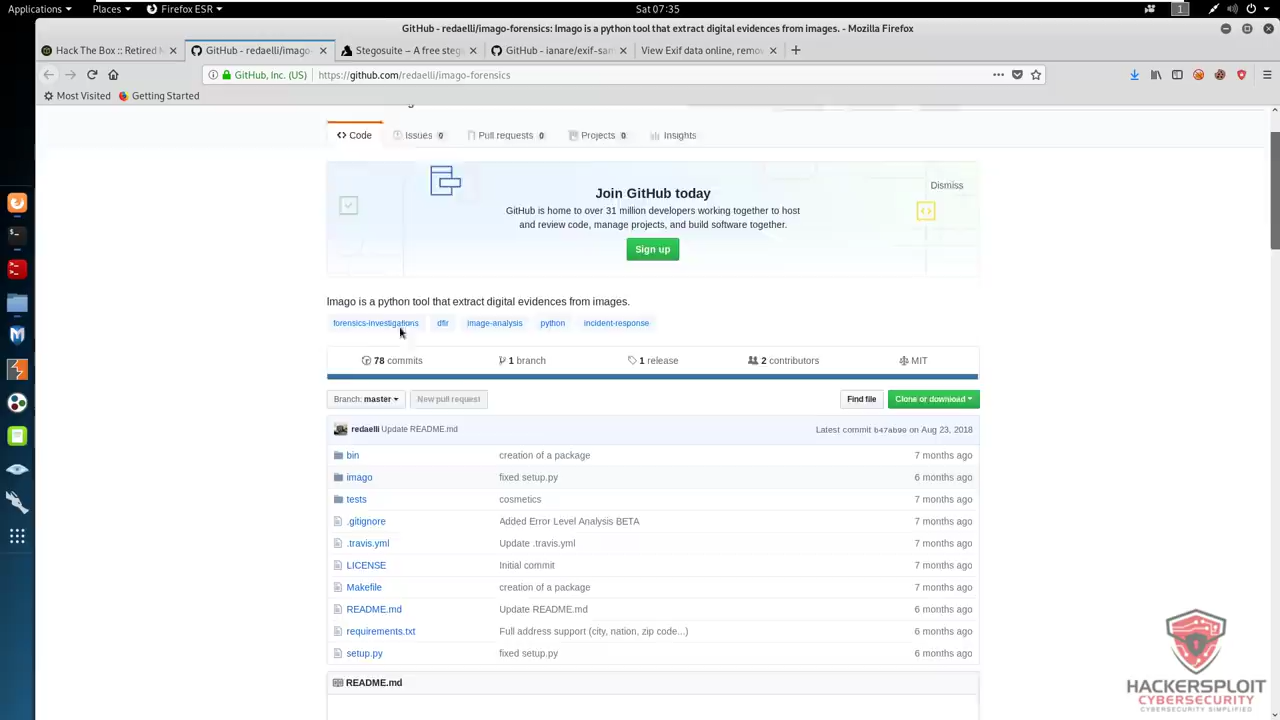 Applications Places Firefox ESR Sat 07:35 1
GitHub - redaelli/imago-forensics: Imago is a python tool that extract digital evidences from images. - Mozilla Firefox
Hack The Box :: Retired M GitHub - redaelli/imago- Stegosuite – A free steg GitHub - ianare/exif-sam View Exif data online, remov
GitHub, Inc. (US) https://github.com/redaelli/imago-forensics
Most Visited Getting Started
Code Issues 0 Pull requests 0 Projects 0 Insights
Dismiss
Join GitHub today
GitHub is home to over 31 million developers working together to host
and review code, manage projects, and build software together.
Sign up
Imago is a python tool that extract digital evidences from images.
forensics-investigations dfir image-analysis python incident-response
78 commits 1 branch 1 release 2 contributors MIT
Branch: master New pull request Find file Clone or download
redaelli Update README.md Latest commit b47ab90 on Aug 23, 2018
bin creation of a package 7 months ago
imago fixed setup.py 6 months ago
tests cosmetics 7 months ago
.gitignore Added Error Level Analysis BETA 7 months ago
.travis.yml Update .travis.yml 7 months ago
LICENSE Initial commit 7 months ago
Makefile creation of a package 7 months ago
README.md Update README.md 6 months ago
requirements.txt Full address support (city, nation, zip code...) 6 months ago
setup.py fixed setup.py 6 months ago
README.md
HACKERSPLOIT
CYBERSECURITY
CYBERSECURITY SIMPLIFIED